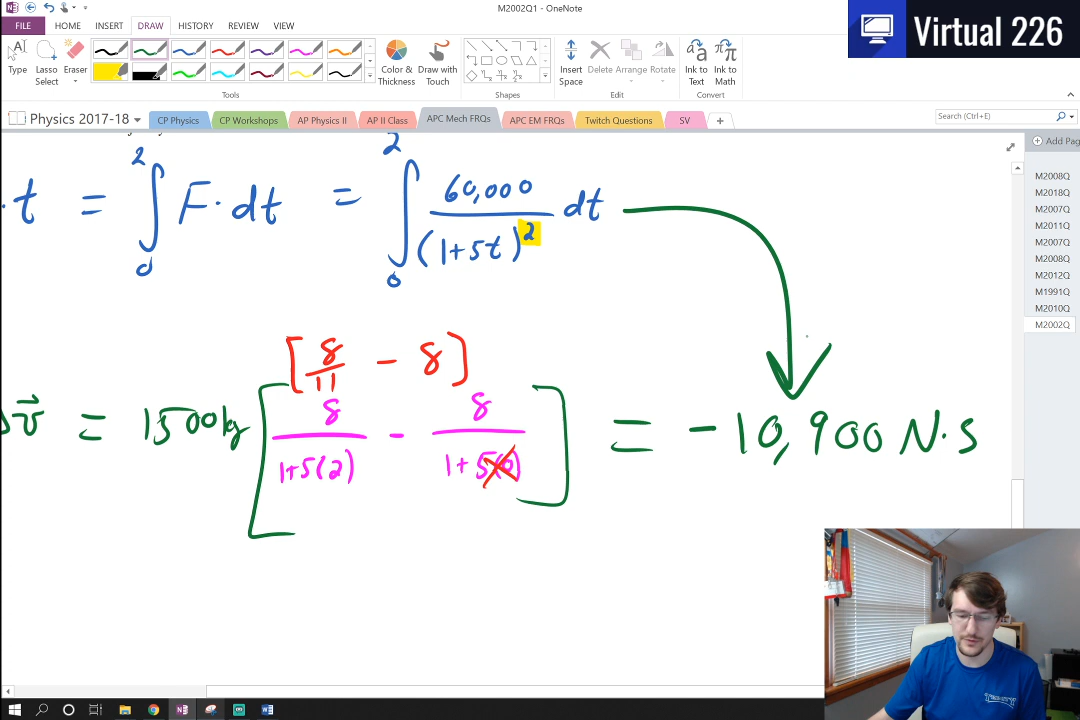 M2002Q1 - OneNote
Virtual 226
FILE HOME INSERT DRAW HISTORY REVIEW VIEW
Type Lasso Select Eraser Color & Thickness Draw with Touch Insert Space Delete Arrange Rotate Ink to Text Ink to Math
Tools Shapes Edit Convert
Physics 2017-18 CP Physics CP Workshops AP Physics II AP II Class APC Mech FRQs APC EM FRQs Twitch Questions SV Search (Ctrl+E)
Add Pag
M2008Q
M2018Q
M2007Q
M2011Q
M2007Q
M2008Q
M2012Q
M1991Q
M2010Q
M2002Q
·t = ∫₀² F·dt = ∫₀² 60,000/(1+5t)² dt
[8/11 - 8]
v⃗ = 1500kg [8/(1+5(2)) - 8/(1+5(0))] = -10,900 N·s